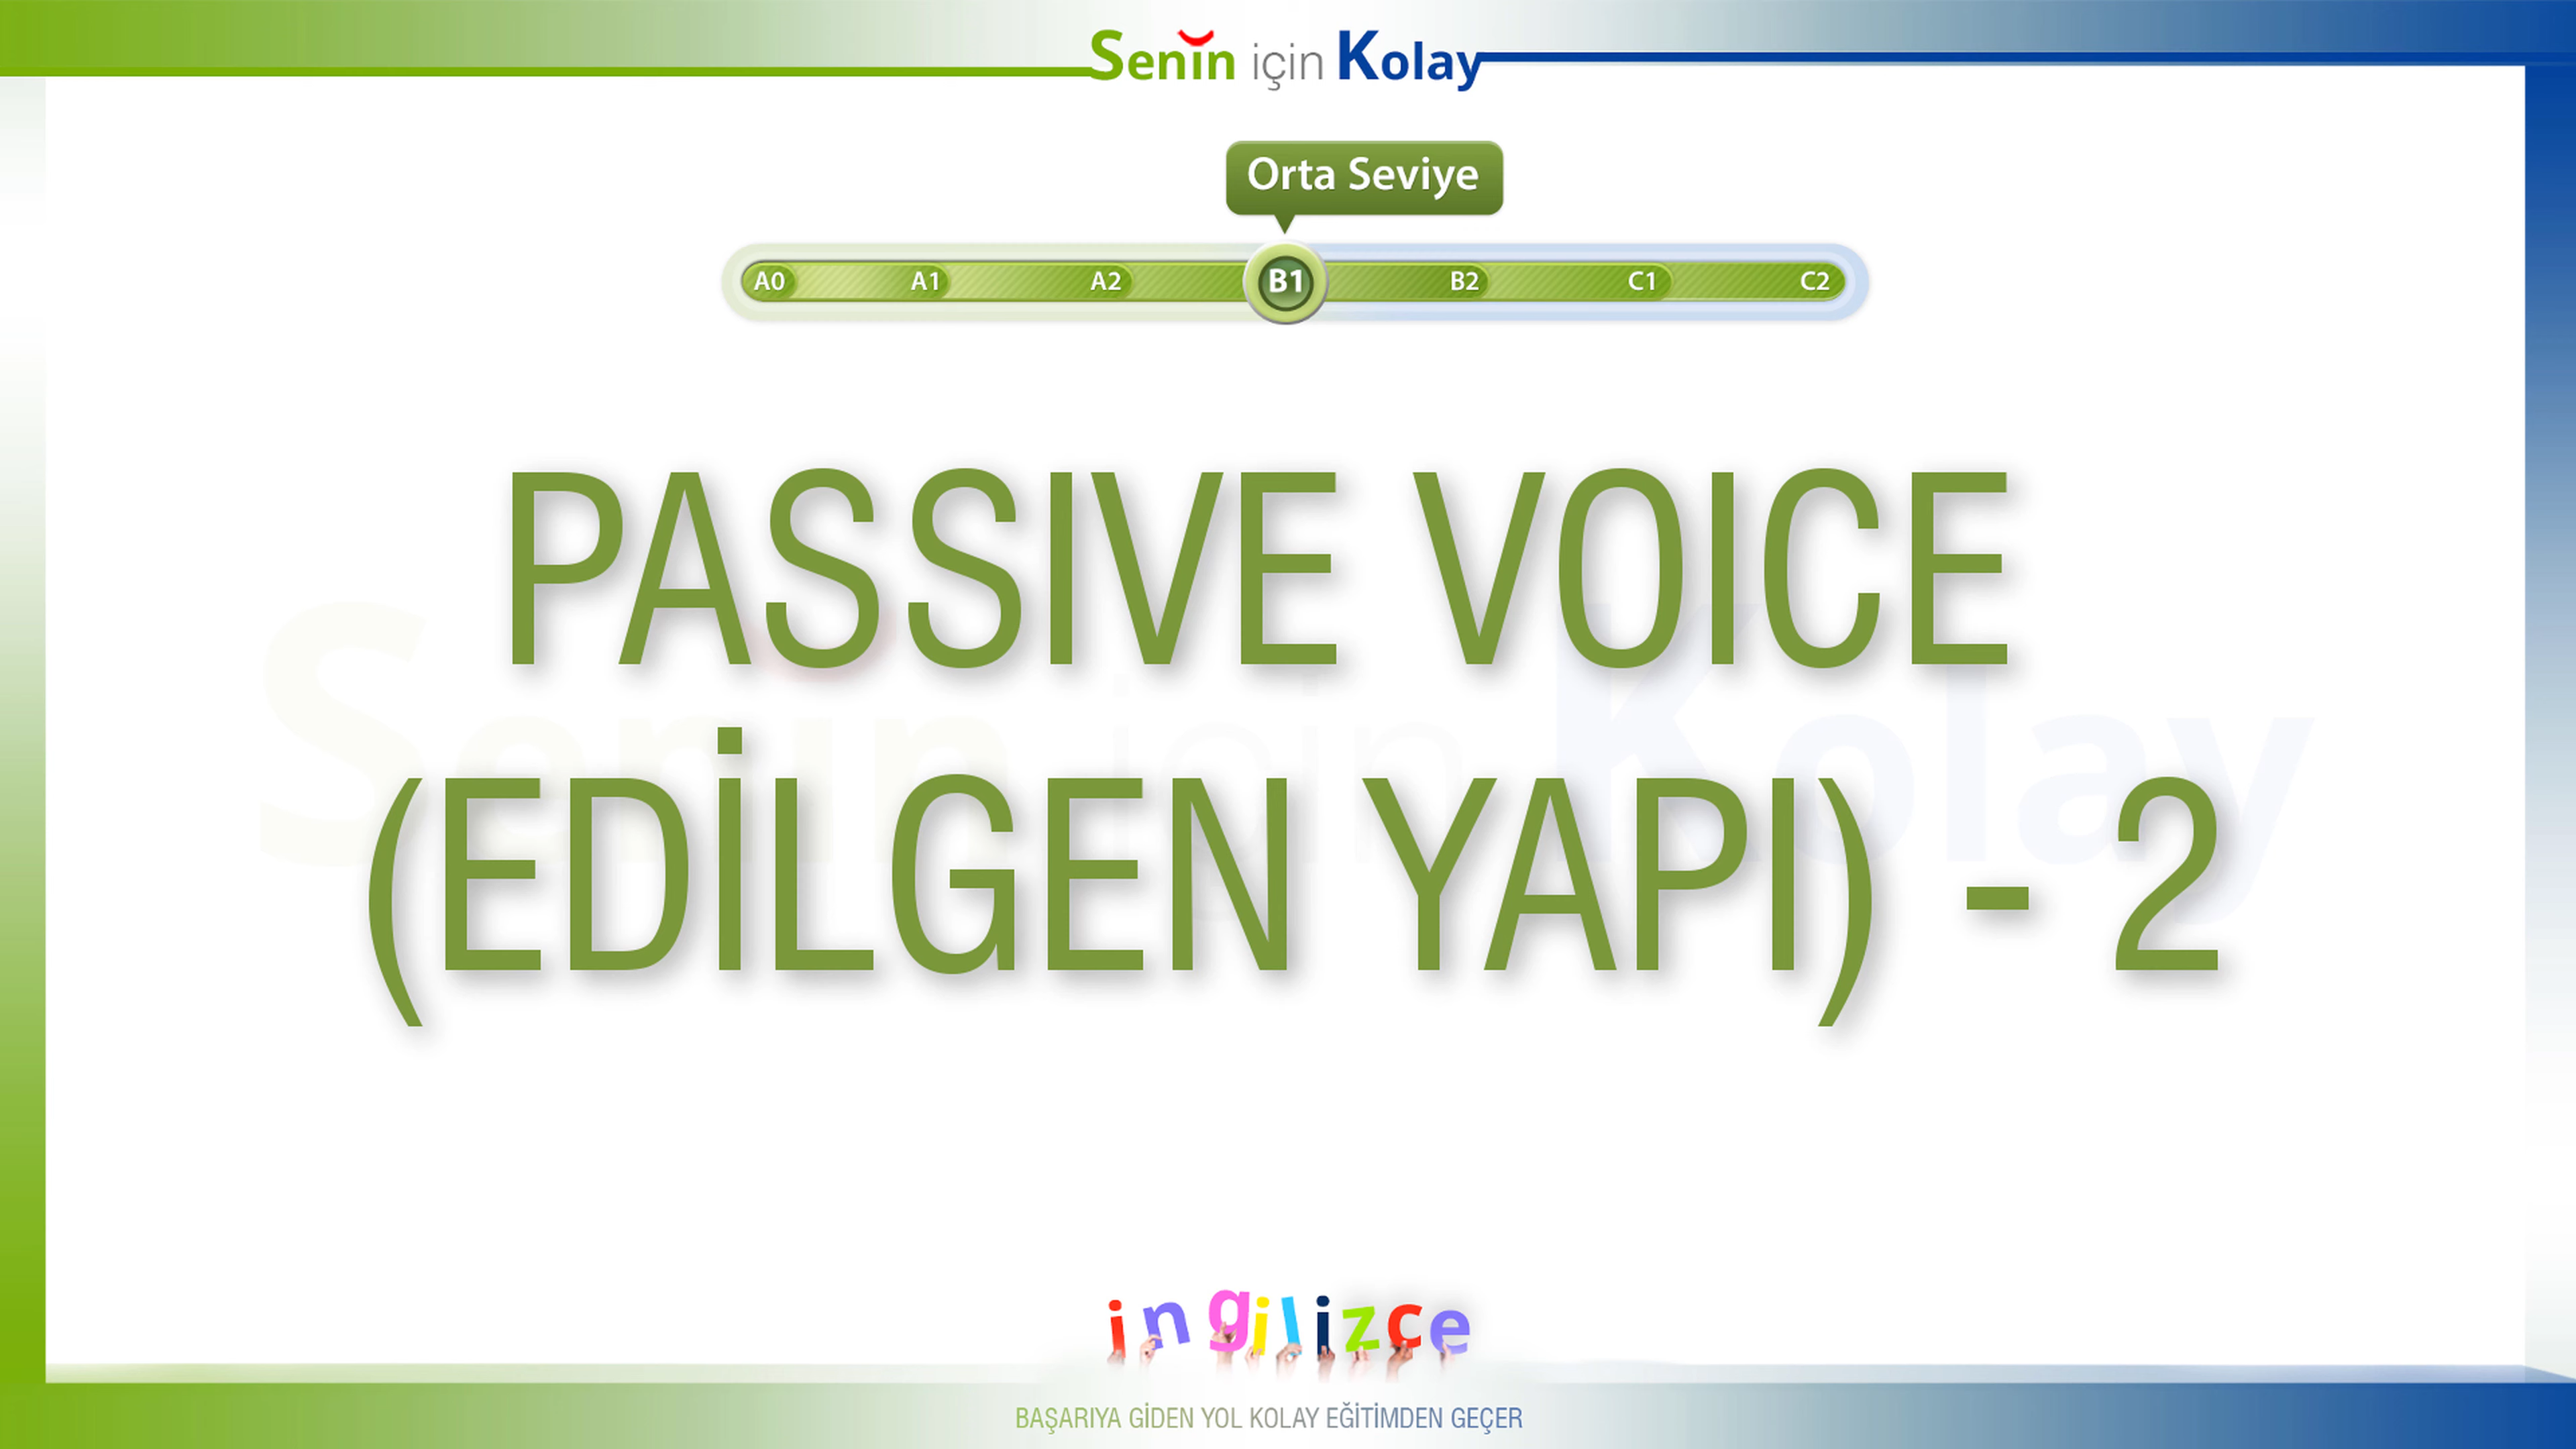 Senin için Kolay
Orta Seviye
A0 A1 A2 B1 B2 C1 C2
PASSIVE VOICE
(EDİLGEN YAPI) - 2
ingilizce
BAŞARIYA GİDEN YOL KOLAY EĞİTİMDEN GEÇER